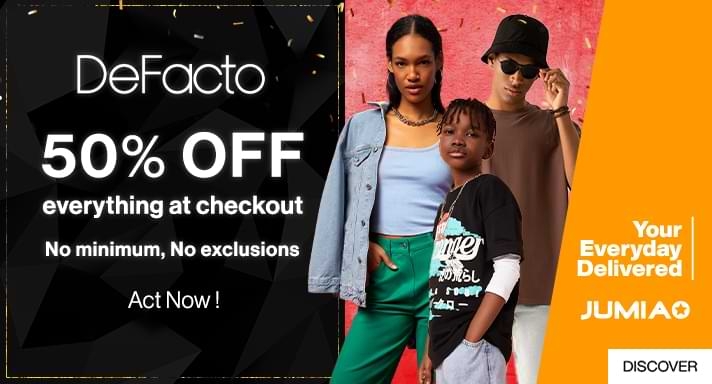 DeFacto
50% OFF
everything at checkout
No minimum, No exclusions
Act Now !
Your
Everyday
Delivered
JUMIA
DISCOVER